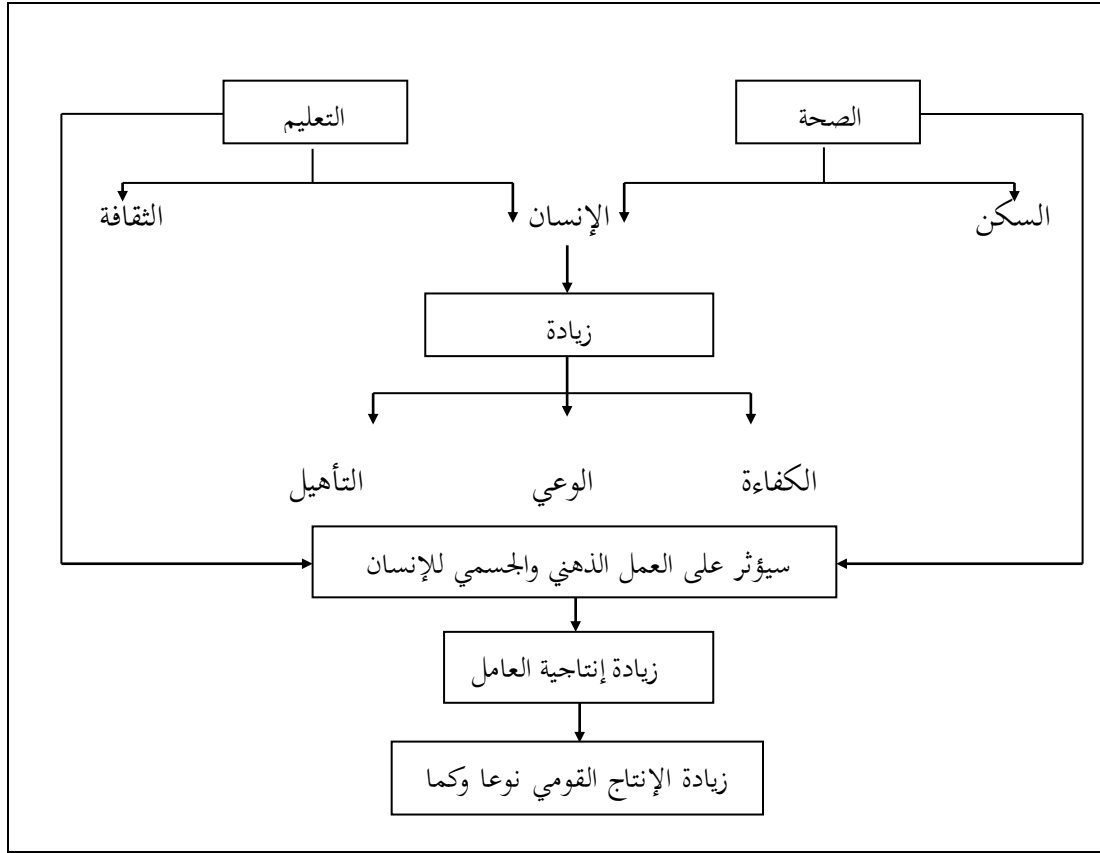 الصحة
التعليم
السكن
الإنسان
الثقافة
زيادة
الكفاءة
الوعي
التأهيل
سيؤثر على العمل الذهني والجسمي للإنسان
زيادة إنتاجية العامل
زيادة الإنتاج القومي نوعا وكما